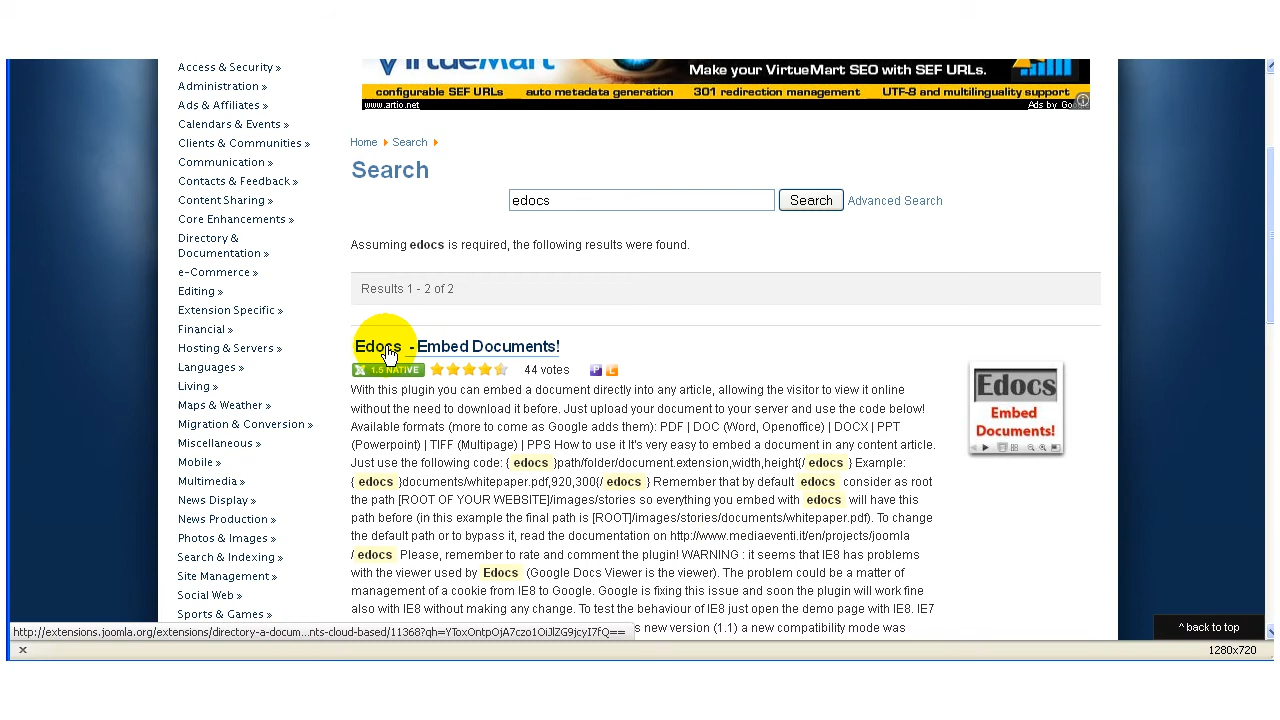 Access & Security »
Administration »
Ads & Affiliates »
Calendars & Events »
Clients & Communities »
Communication »
Contacts & Feedback »
Content Sharing »
Core Enhancements »
Directory &
Documentation »
e-Commerce »
Editing »
Extension Specific »
Financial »
Hosting & Servers »
Languages »
Living »
Maps & Weather »
Migration & Conversion »
Miscellaneous »
Mobile »
Multimedia »
News Display »
News Production »
Photos & Images »
Search & Indexing »
Site Management »
Social Web »
Sports & Games »
VirtueMart
Make your VirtueMart SEO with SEF URLs.
configurable SEF URLs auto metadata generation 301 redirection management UTF-8 and multilinguality support
www.artio.net
Ads by Go
Home Search
Search
edocs
Search
Advanced Search
Assuming edocs is required, the following results were found.
Results 1 - 2 of 2
Edocs - Embed Documents!
1.5 NATIVE 44 votes P L
With this plugin you can embed a document directly into any article, allowing the visitor to view it online
without the need to download it before. Just upload your document to your server and use the code below!
Available formats (more to come as Google adds them): PDF | DOC (Word, Openoffice) | DOCX | PPT
(Powerpoint) | TIFF (Multipage) | PPS How to use it It's very easy to embed a document in any content article.
Just use the following code: { edocs }path/folder/document.extension,width,height{/ edocs } Example:
{ edocs }documents/whitepaper.pdf,920,300{/ edocs } Remember that by default edocs consider as root
the path [ROOT OF YOUR WEBSITE]/images/stories so everything you embed with edocs will have this
path before (in this example the final path is [ROOT]/images/stories/documents/whitepaper.pdf). To change
the default path or to bypass it, read the documentation on http://www.mediaeventi.it/en/projects/joomla
/ edocs Please, remember to rate and comment the plugin! WARNING : it seems that IE8 has problems
with the viewer used by Edocs (Google Docs Viewer is the viewer). The problem could be a matter of
management of a cookie from IE8 to Google. Google is fixing this issue and soon the plugin will work fine
also with IE8 without making any change. To test the behaviour of IE8 just open the demo page with IE8. IE7
s new version (1.1) a new compatibility mode was
Edocs
Embed
Documents!
^ back to top
http://extensions.joomla.org/extensions/directory-a-docum...nts-cloud-based/11368?qh=YToxOntpOjA7czo1OiJlZG9jcyI7fQ==
1280x720